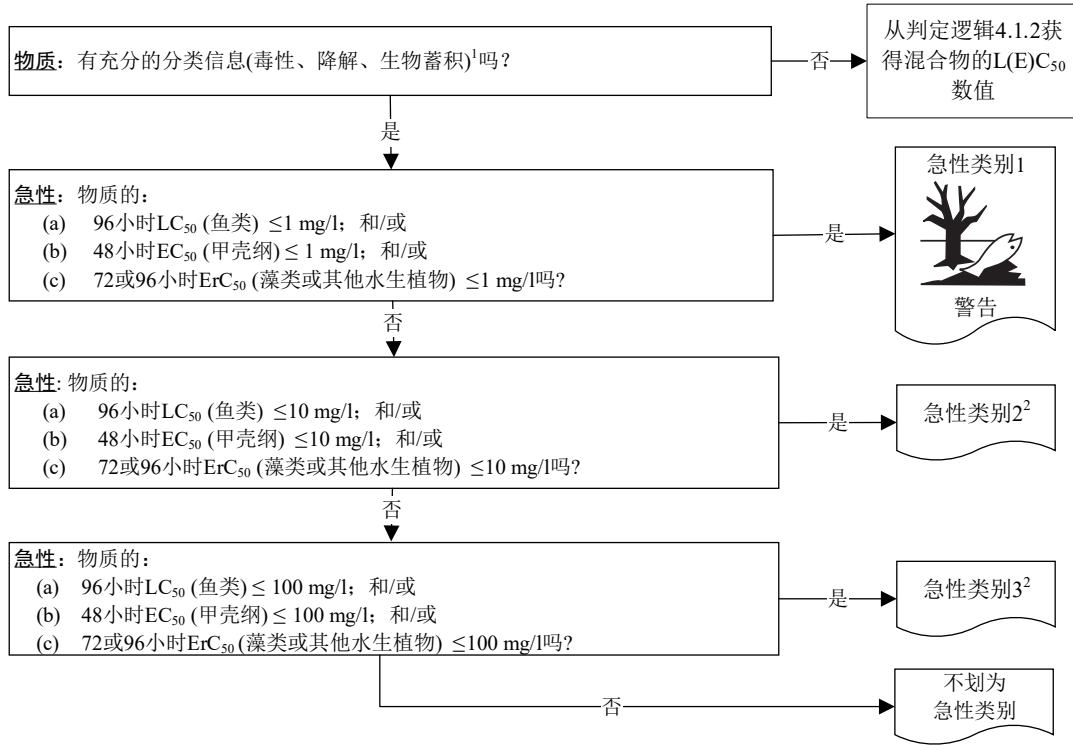 物质：有充分的分类信息(毒性、降解、生物蓄积)¹吗？
否
从判定逻辑4.1.2获
得混合物的L(E)C₅₀
数值
是
急性：物质的：
(a) 96小时LC₅₀ (鱼类) ≤1 mg/l；和/或
(b) 48小时EC₅₀ (甲壳纲) ≤ 1 mg/l；和/或
(c) 72或96小时ErC₅₀ (藻类或其他水生植物) ≤1 mg/l吗?
是
急性类别1
警告
否
急性: 物质的：
(a) 96小时LC₅₀ (鱼类) ≤10 mg/l；和/或
(b) 48小时EC₅₀ (甲壳纲) ≤10 mg/l；和/或
(c) 72或96小时ErC₅₀ (藻类或其他水生植物) ≤10 mg/l吗?
是
急性类别2²
否
急性：物质的：
(a) 96小时LC₅₀ (鱼类) ≤ 100 mg/l；和/或
(b) 48小时EC₅₀ (甲壳纲) ≤ 100 mg/l；和/或
(c) 72或96小时ErC₅₀ (藻类或其他水生植物) ≤100 mg/l吗?
是
急性类别3²
否
不划为
急性类别